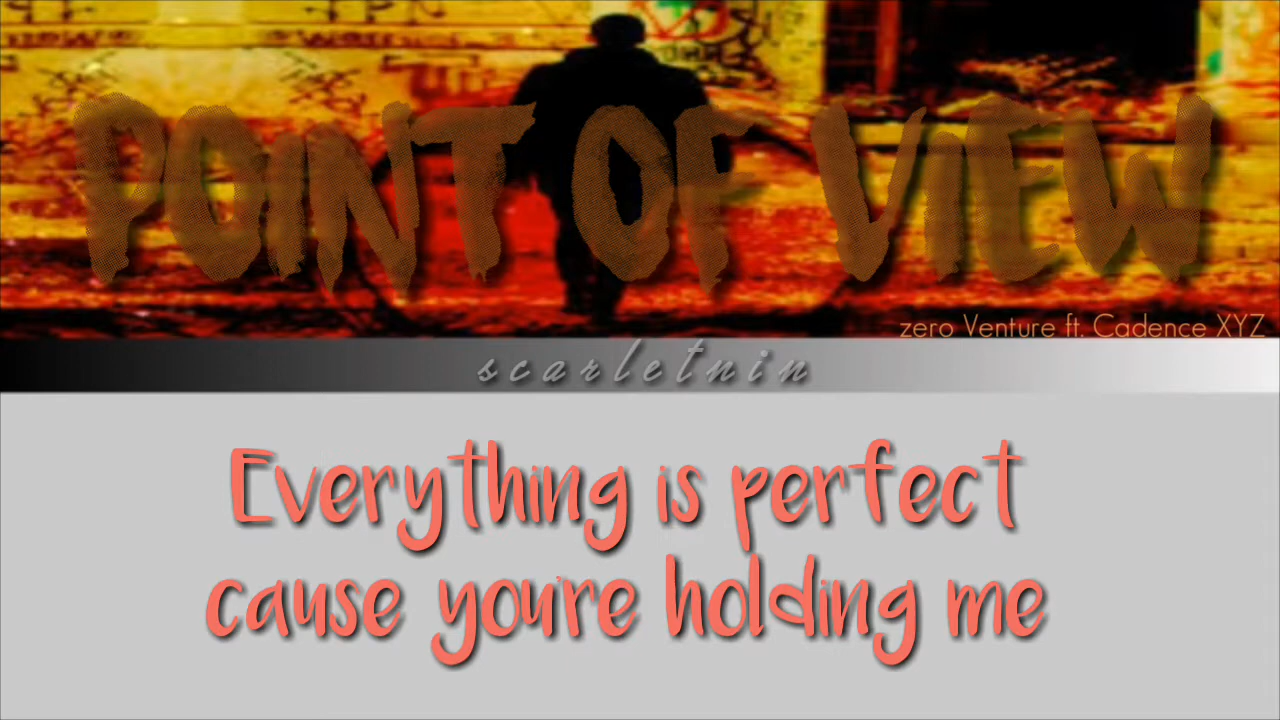 POINT OF VIEW
zero Venture ft. Cadence XYZ
scarletnin
Everything is perfect
cause you're holding me